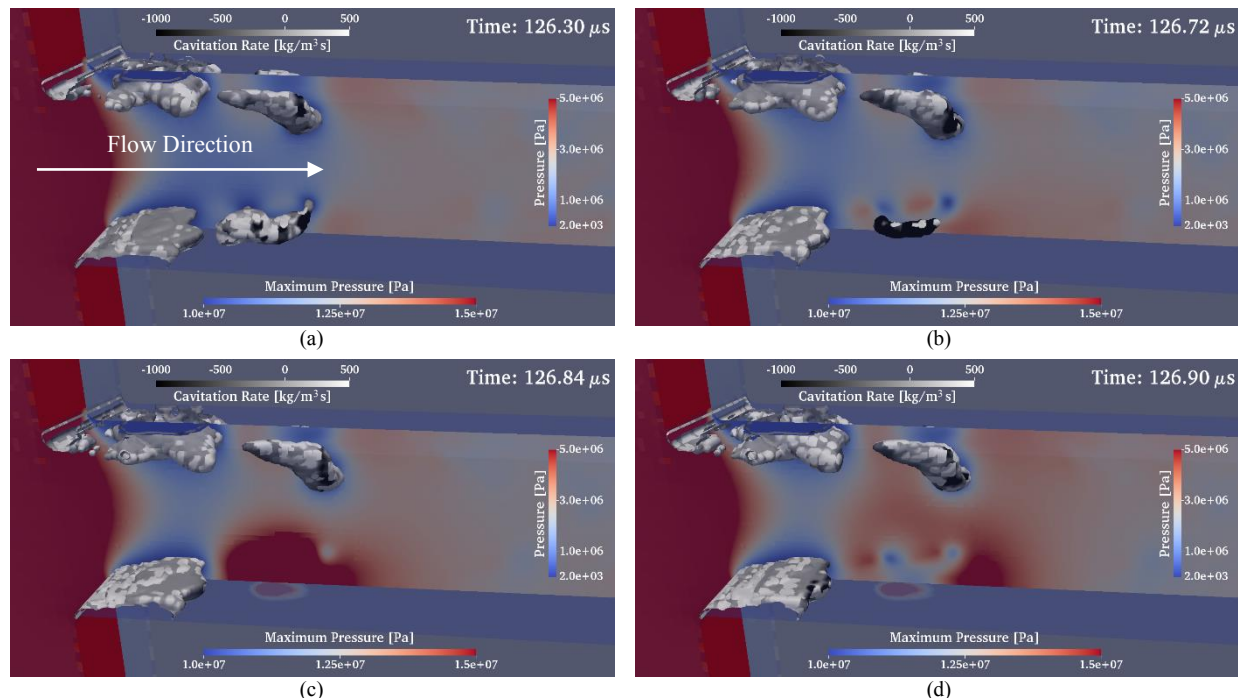 -1000 0 500
Cavitation Rate [kg/m³s]
Time: 126.30 μs
Flow Direction
Pressure [Pa]
5.0e+06
3.0e+06
1.0e+06
2.0e+03
Maximum Pressure [Pa]
1.0e+07 1.25e+07 1.5e+07
(a)
-1000 0 500
Cavitation Rate [kg/m³s]
Time: 126.72 μs
Pressure [Pa]
5.0e+06
3.0e+06
1.0e+06
2.0e+03
Maximum Pressure [Pa]
1.0e+07 1.25e+07 1.5e+07
(b)
-1000 0 500
Cavitation Rate [kg/m³s]
Time: 126.84 μs
Pressure [Pa]
5.0e+06
3.0e+06
1.0e+06
2.0e+03
Maximum Pressure [Pa]
1.0e+07 1.25e+07 1.5e+07
(c)
-1000 0 500
Cavitation Rate [kg/m³s]
Time: 126.90 μs
Pressure [Pa]
5.0e+06
3.0e+06
1.0e+06
2.0e+03
Maximum Pressure [Pa]
1.0e+07 1.25e+07 1.5e+07
(d)